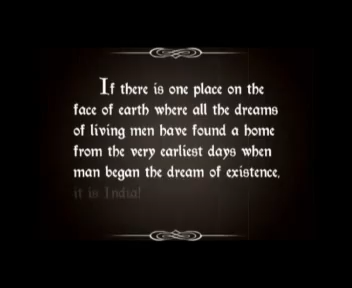 If there is one place on the
face of earth where all the dreams
of living men have found a home
from the very earliest days when
man began the dream of existence,
it is India!